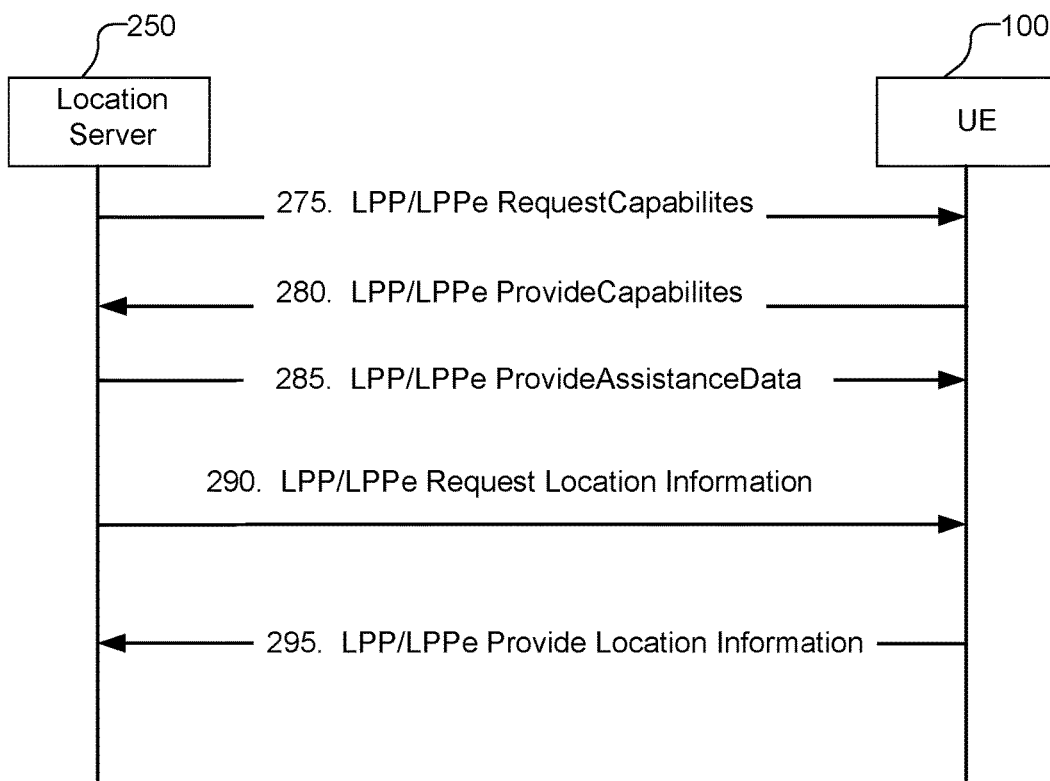 250
100
Location
Server
UE
275. LPP/LPPe RequestCapabilites
280. LPP/LPPe ProvideCapabilites
285. LPP/LPPe ProvideAssistanceData
290. LPP/LPPe Request Location Information
295. LPP/LPPe Provide Location Information